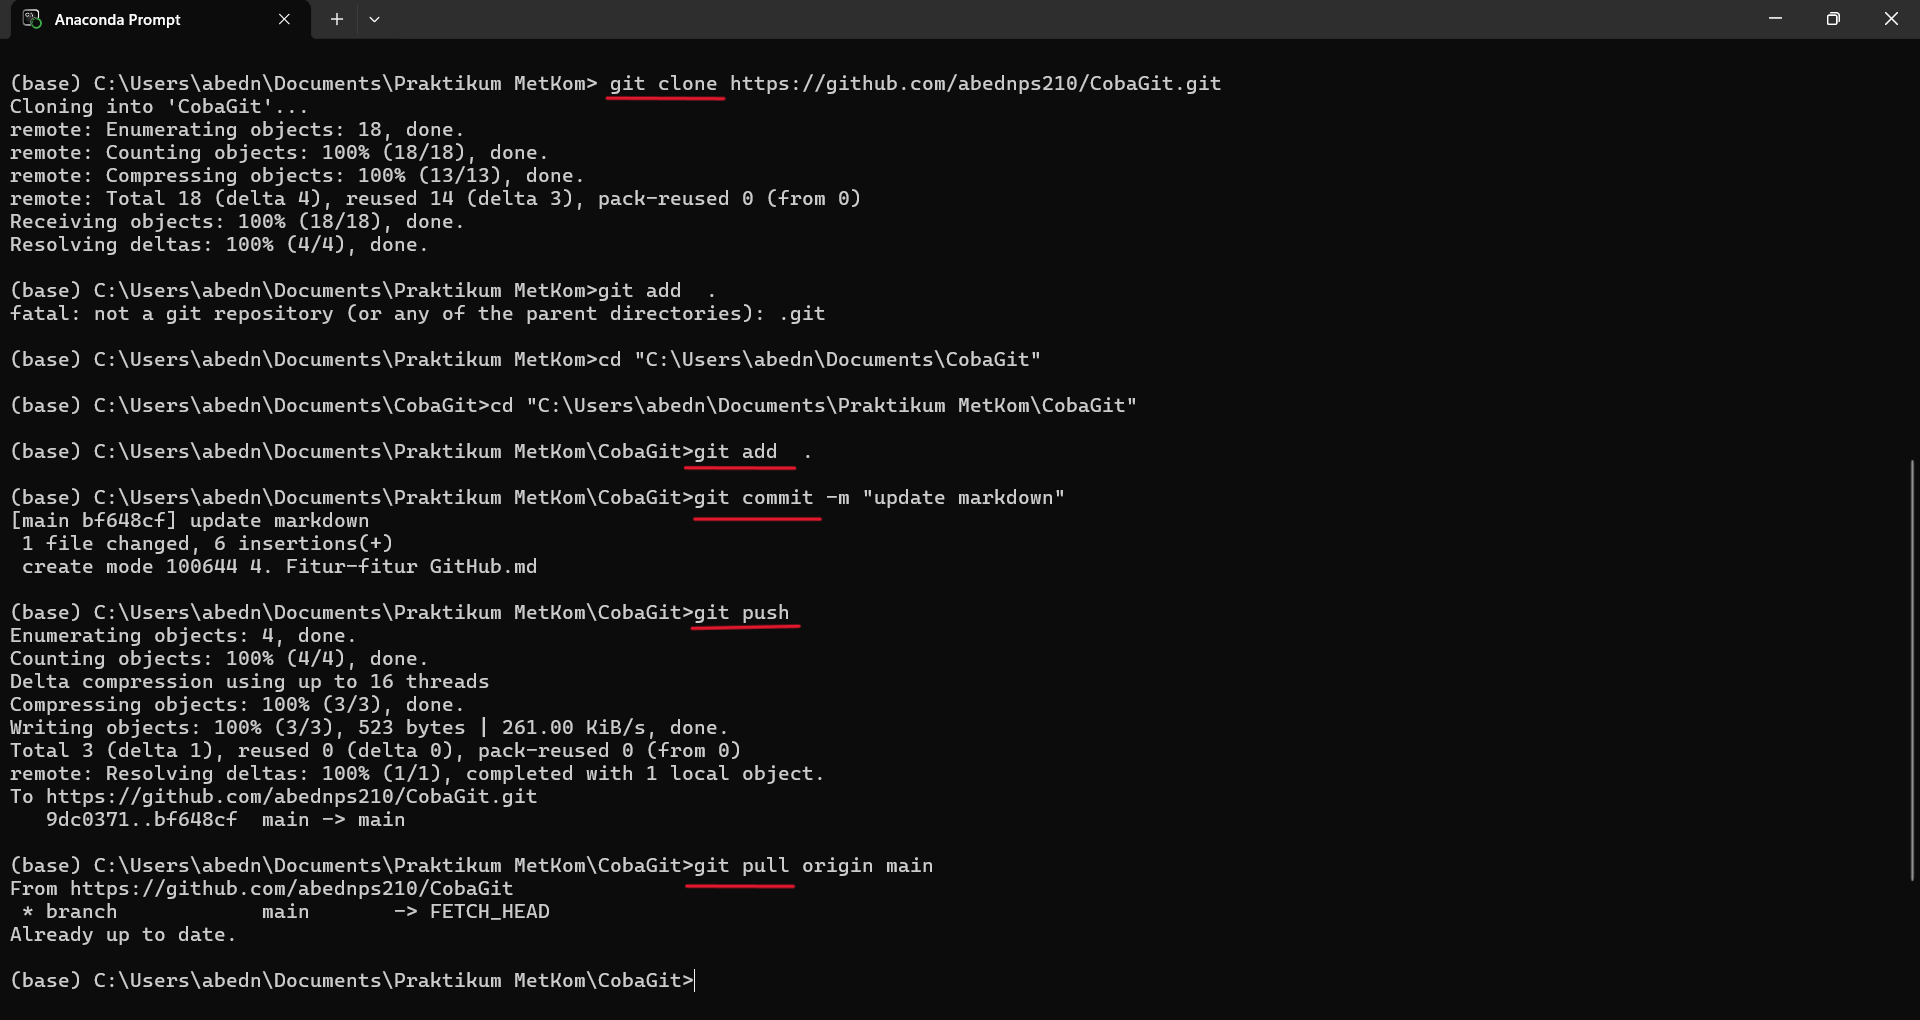 Anaconda Prompt
(base) C:\Users\abedn\Documents\Praktikum MetKom> git clone https://github.com/abednps210/CobaGit.git
Cloning into 'CobaGit'...
remote: Enumerating objects: 18, done.
remote: Counting objects: 100% (18/18), done.
remote: Compressing objects: 100% (13/13), done.
remote: Total 18 (delta 4), reused 14 (delta 3), pack-reused 0 (from 0)
Receiving objects: 100% (18/18), done.
Resolving deltas: 100% (4/4), done.
(base) C:\Users\abedn\Documents\Praktikum MetKom>git add  .
fatal: not a git repository (or any of the parent directories): .git
(base) C:\Users\abedn\Documents\Praktikum MetKom>cd "C:\Users\abedn\Documents\CobaGit"
(base) C:\Users\abedn\Documents\CobaGit>cd "C:\Users\abedn\Documents\Praktikum MetKom\CobaGit"
(base) C:\Users\abedn\Documents\Praktikum MetKom\CobaGit>git add  .
(base) C:\Users\abedn\Documents\Praktikum MetKom\CobaGit>git commit -m "update markdown"
[main bf648cf] update markdown
 1 file changed, 6 insertions(+)
 create mode 100644 4. Fitur-fitur GitHub.md
(base) C:\Users\abedn\Documents\Praktikum MetKom\CobaGit>git push
Enumerating objects: 4, done.
Counting objects: 100% (4/4), done.
Delta compression using up to 16 threads
Compressing objects: 100% (3/3), done.
Writing objects: 100% (3/3), 523 bytes | 261.00 KiB/s, done.
Total 3 (delta 1), reused 0 (delta 0), pack-reused 0 (from 0)
remote: Resolving deltas: 100% (1/1), completed with 1 local object.
To https://github.com/abednps210/CobaGit.git
   9dc0371..bf648cf  main -> main
(base) C:\Users\abedn\Documents\Praktikum MetKom\CobaGit>git pull origin main
From https://github.com/abednps210/CobaGit
 * branch            main       -> FETCH_HEAD
Already up to date.
(base) C:\Users\abedn\Documents\Praktikum MetKom\CobaGit>